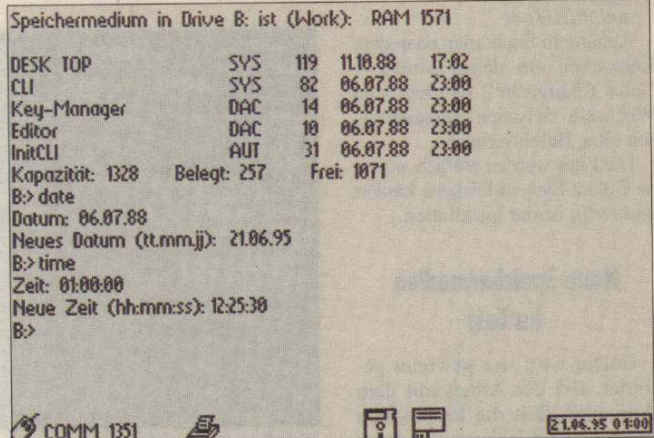 Speichermedium in Drive B: ist (Work): RAM 1571
DESK TOP SYS 119 11.10.88 17:02
CLI SYS 82 06.07.88 23:00
Key-Manager DAC 14 06.07.88 23:00
Editor DAC 10 06.07.88 23:00
InitCLI AUT 31 06.07.88 23:00
Kapazität: 1328 Belegt: 257 Frei: 1071
B:> date
Datum: 06.07.88
Neues Datum (tt.mm.jj): 21.06.95
B:> time
Zeit: 01:00:00
Neue Zeit (hh:mm:ss): 12:25:30
B:>
COMM 1351
21.06.95 01:00